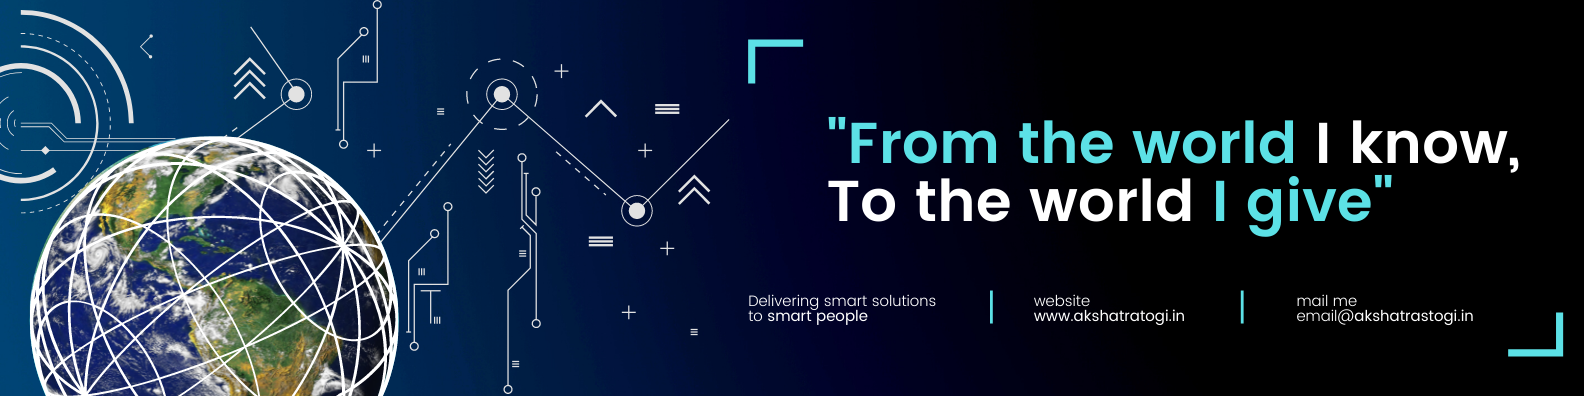 "From the world I know,
To the world I give"
Delivering smart solutions
to smart people
website
www.akshatratogi.in
mail me
email@akshatrastogi.in